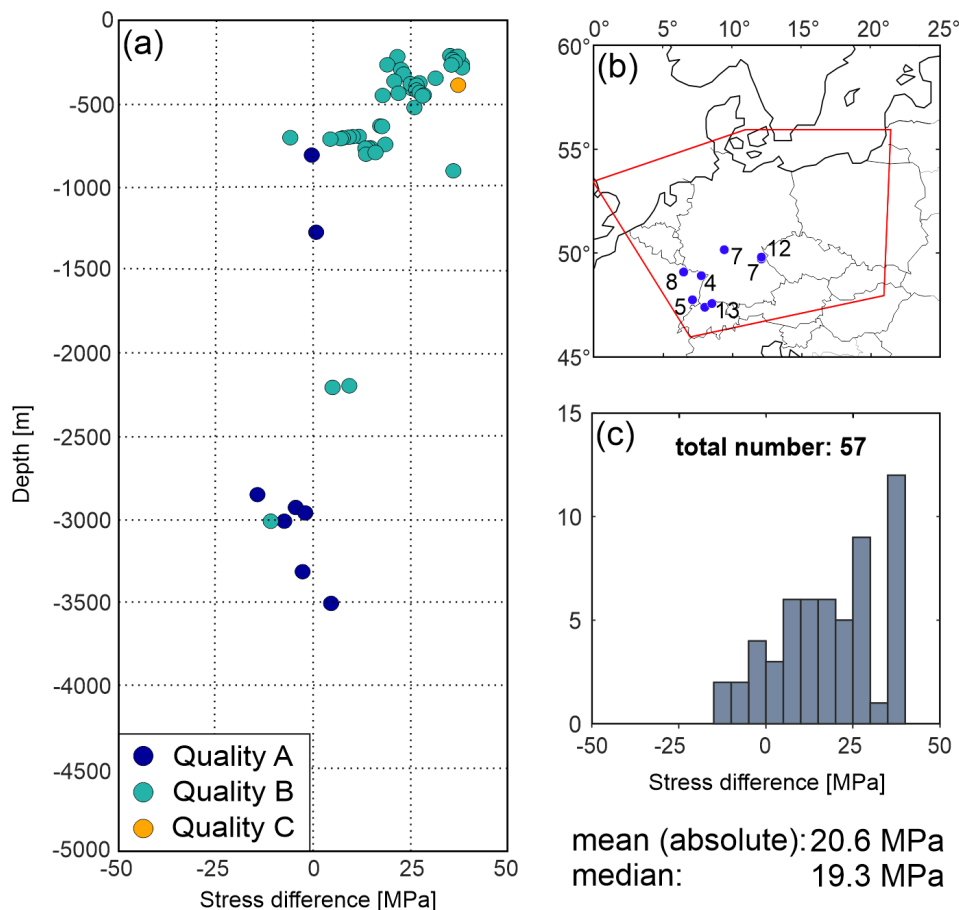 (a)
0
-500
-1000
-1500
-2000
-2500
-3000
-3500
-4000
-4500
-5000
Depth [m]
Quality A
Quality B
Quality C
-50 -25 0 25 50
Stress difference [MPa]
0° 5° 10° 15° 20° 25°
60°
55°
50°
45°
(b)
12
7
7
8
4
5
13
(c)
total number: 57
15
10
5
0
-50 -25 0 25 50
Stress difference [MPa]
mean (absolute): 20.6 MPa
median: 19.3 MPa